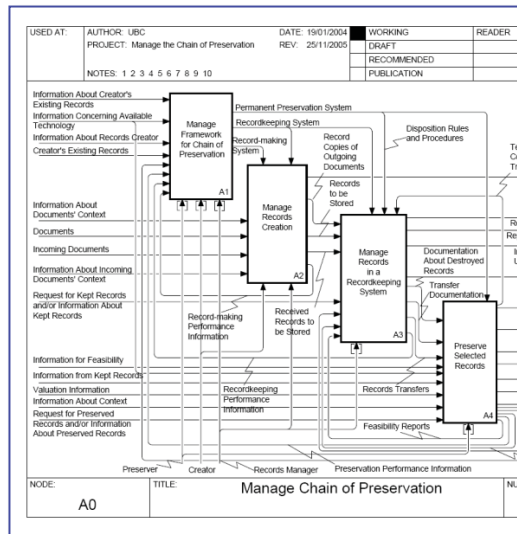 USED AT:
AUTHOR: UBC
DATE: 19/01/2004
WORKING
READER
PROJECT: Manage the Chain of Preservation
REV: 25/11/2005
DRAFT
RECOMMENDED
NOTES: 1 2 3 4 5 6 7 8 9 10
PUBLICATION
Information About Creator's
Existing Records
Information Concerning Available
Technology
Information About Records Creator
Creator's Existing Records
Manage
Framework
for Chain of
Preservation
A1
Permanent Preservation System
Recordkeeping System
Record-making
System
Record
Copies of
Outgoing
Documents
Disposition Rules
and Procedures
Records
to be
Stored
Information About
Documents' Context
Documents
Incoming Documents
Information About Incoming
Documents' Context
Request for Kept Records
and/or Information About
Kept Records
Manage
Records
Creation
A2
Manage
Records
in a
Recordkeeping
System
A3
Documentation
About Destroyed
Records
Transfer
Documentation
Record-making
Performance
Information
Received
Records to
be Stored
Preserve
Selected
Records
A4
Information for Feasibility
Information from Kept Records
Valuation Information
Information About Context
Request for Preserved
Records and/or Information
About Preserved Records
Recordkeeping
Performance
Information
Records Transfers
Feasibility Reports
Preserver
Creator
Records Manager
Preservation Performance Information
NODE:
A0
TITLE:
Manage Chain of Preservation